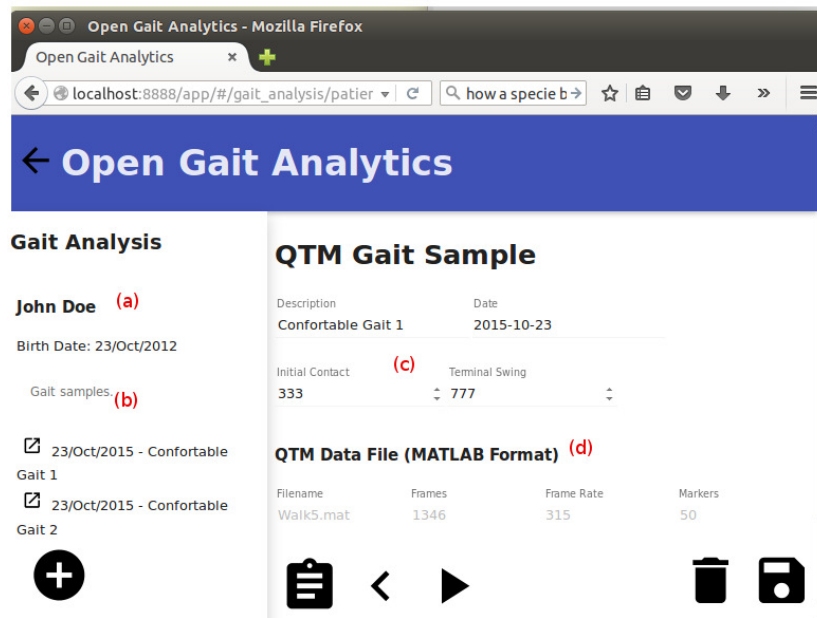 Open Gait Analytics - Mozilla Firefox
Open Gait Analytics
localhost:8888/app/#/gait_analysis/patier
how a specie b
Open Gait Analytics
Gait Analysis
John Doe (a)
Birth Date: 23/Oct/2012
Gait samples. (b)
23/Oct/2015 - Confortable
Gait 1
23/Oct/2015 - Confortable
Gait 2
QTM Gait Sample
Description Date
Confortable Gait 1 2015-10-23
Initial Contact (c) Terminal Swing
333 777
QTM Data File (MATLAB Format) (d)
Filename Frames Frame Rate Markers
Walk5.mat 1346 315 50